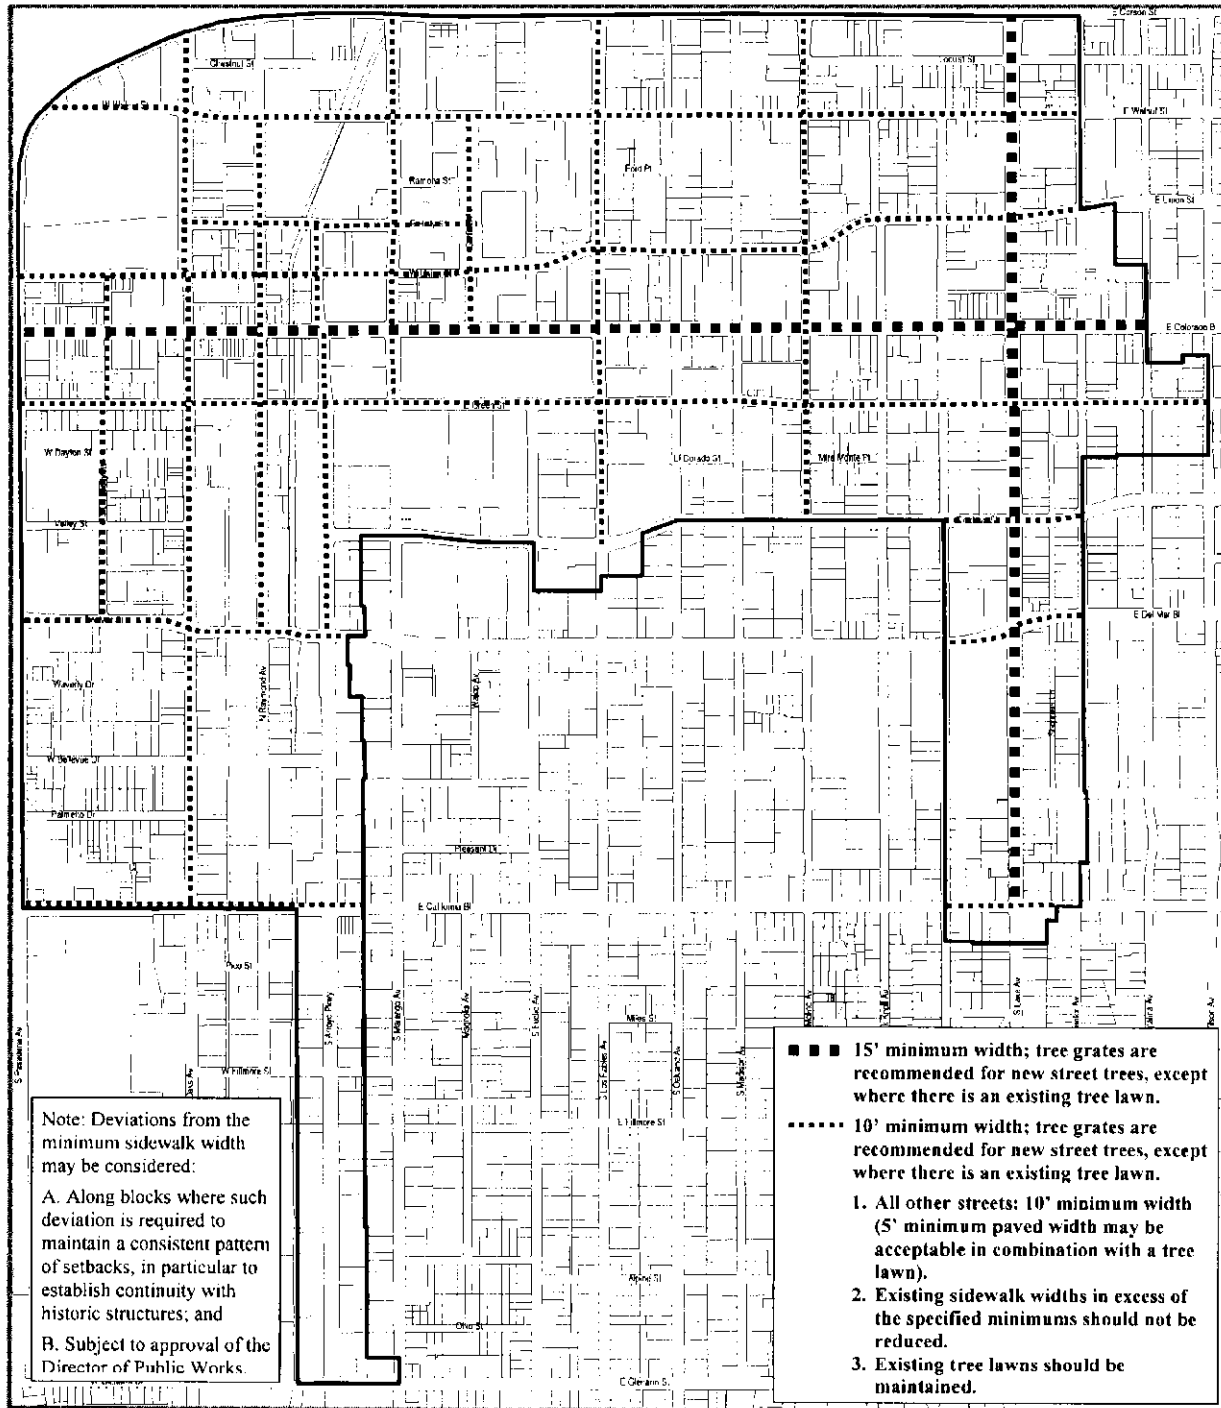 E Corson St
Chestnut St
Locust St
E Walnut St
Ramona St
Ford Pl
E Union St
E Colorado B
E Green St
W Dayton St
El Dorado St
Mira Monte Pl
Valley St
E Del Mar Bl
Waverly Dr
N Raymond Av
W Bellevue Dr
Palmetto Dr
Pleasant
E California Bl
Pico St
S Pasadena Av
S Arroyo Pkwy
S Marengo Av
Magnolia Av
S Euclid Av
S Los Robles Av
S Oakland Av
S Madison Av
S Lake Av
Miles St
W Fillmore St
E Fillmore St
Alpine St
Olive St
E Glenarm S
Note: Deviations from the
minimum sidewalk width
may be considered:
A. Along blocks where such
deviation is required to
maintain a consistent pattern
of setbacks, in particular to
establish continuity with
historic structures; and
B. Subject to approval of the
Director of Public Works.
15' minimum width; tree grates are
recommended for new street trees, except
where there is an existing tree lawn.
10' minimum width; tree grates are
recommended for new street trees, except
where there is an existing tree lawn.
1. All other streets: 10' minimum width
(5' minimum paved width may be
acceptable in combination with a tree
lawn).
2. Existing sidewalk widths in excess of
the specified minimums should not be
reduced.
3. Existing tree lawns should be
maintained.